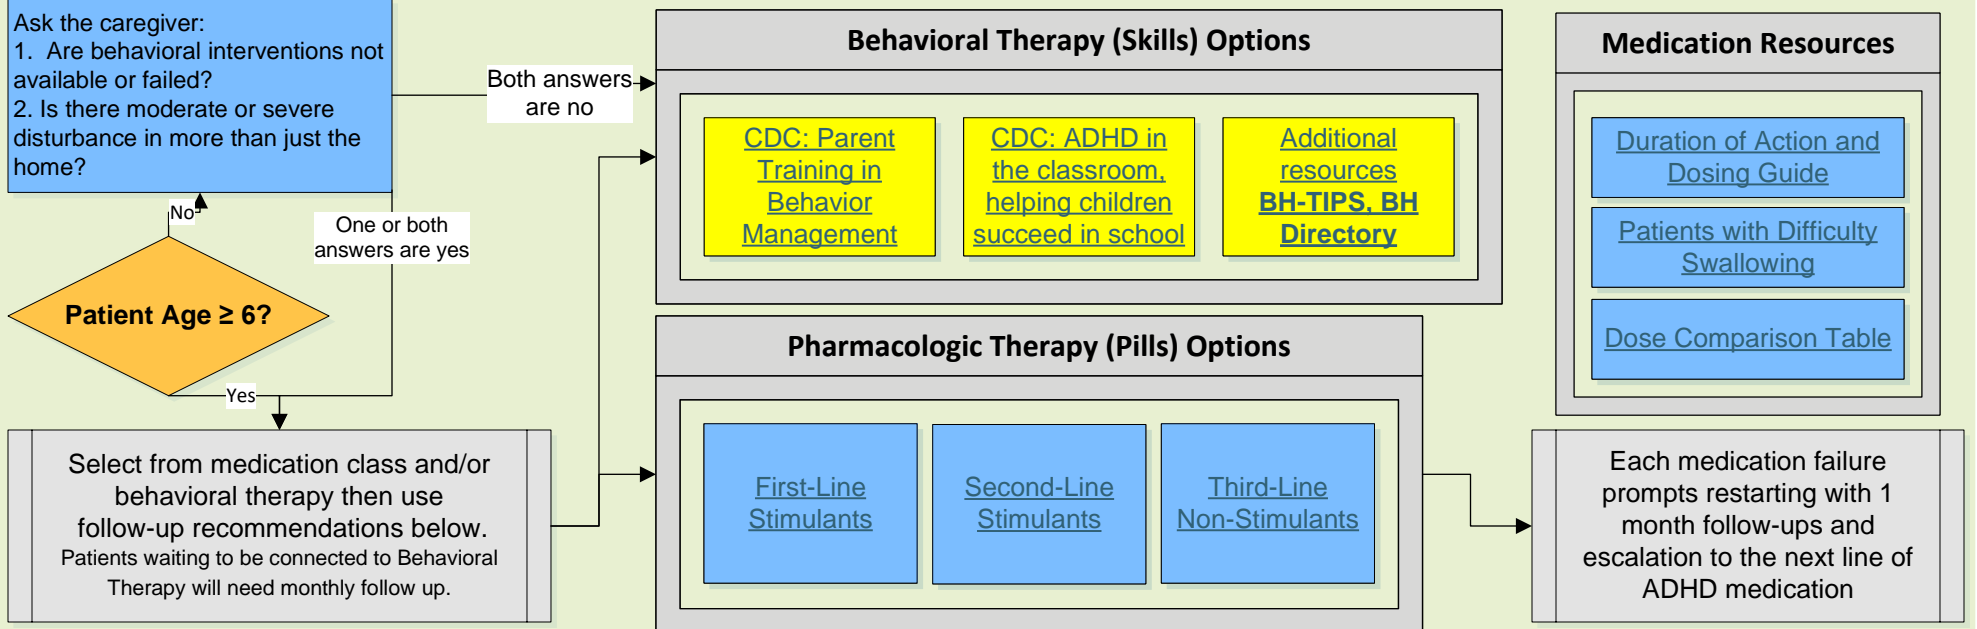 Ask the caregiver:
1.  Are behavioral interventions not
available or failed?
2. Is there moderate or severe
disturbance in more than just the
home?
No
One or both
answers are yes
Patient Age ≥ 6?
Yes
Select from medication class and/or
behavioral therapy then use
follow-up recommendations below.
Patients waiting to be connected to Behavioral
Therapy will need monthly follow up.
Both answers
are no
Behavioral Therapy (Skills) Options
CDC: Parent
Training in
Behavior
Management
CDC: ADHD in
the classroom,
helping children
succeed in school
Additional
resources
BH-TIPS, BH
Directory
Pharmacologic Therapy (Pills) Options
First-Line
Stimulants
Second-Line
Stimulants
Third-Line
Non-Stimulants
Medication Resources
Duration of Action and
Dosing Guide
Patients with Difficulty
Swallowing
Dose Comparison Table
Each medication failure
prompts restarting with 1
month follow-ups and
escalation to the next line of
ADHD medication